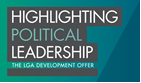 HIGHLIGHTING
POLITICAL
LEADERSHIP
THE LGA DEVELOPMENT OFFER